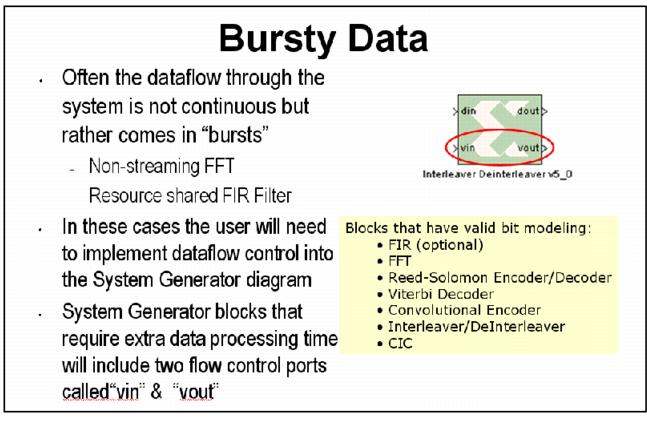 Bursty Data
• Often the dataflow through the
system is not continuous but
rather comes in “bursts”
- Non-streaming FFT
Resource shared FIR Filter
• In these cases the user will need
to implement dataflow control into
the System Generator diagram
• System Generator blocks that
require extra data processing time
will include two flow control ports
called“vin” & “vout”
din dout
vin vout
Interleaver Deinterleaver v5_0
Blocks that have valid bit modeling:
• FIR (optional)
• FFT
• Reed-Solomon Encoder/Decoder
• Viterbi Decoder
• Convolutional Encoder
• Interleaver/DeInterleaver
• CIC